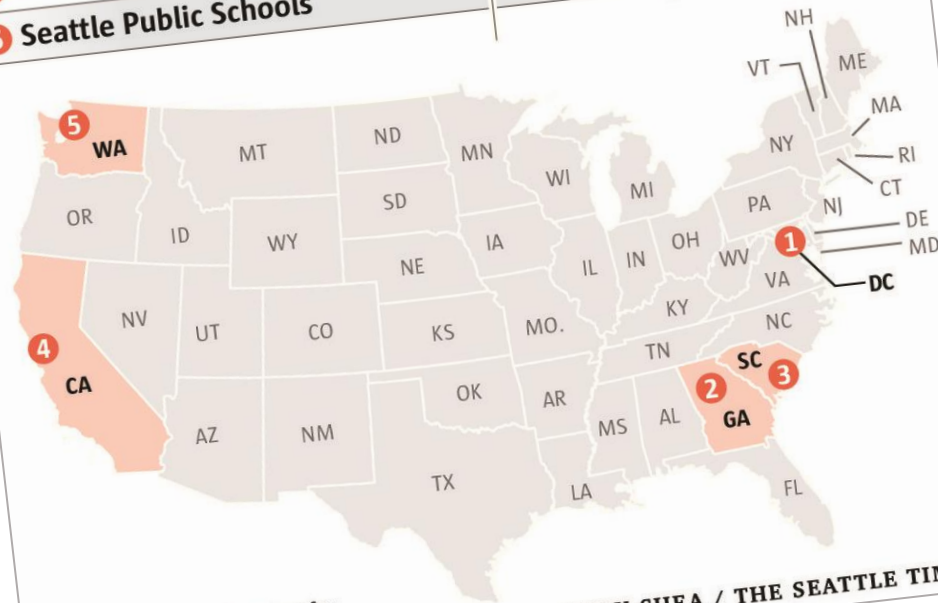 5 Seattle Public Schools
NH
VT
ME
MA
RI
CT
NY
NJ
DE
MD
DC
5
WA
MT
ND
MN
WI
MI
PA
OR
ID
WY
SD
IA
IL
IN
OH
WV
1
VA
NE
NV
UT
CO
KS
MO.
KY
NC
4
CA
TN
SC
3
2
GA
OK
AR
AZ
NM
MS
AL
TX
LA
FL
/ THE SEATTLE